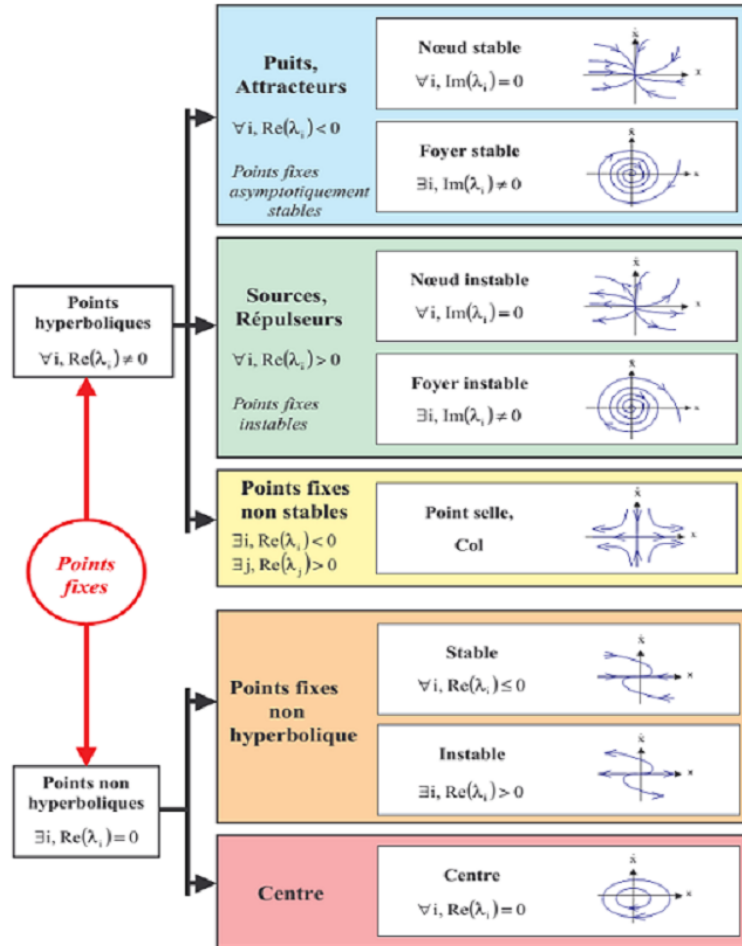 Puits,
Attracteurs
∀i, Re(λᵢ)<0
Points fixes
asymptotiquement
stables
Nœud stable
∀i, Im(λᵢ)=0
ẋ
x
Foyer stable
∃i, Im(λᵢ)≠0
ẋ
x
Points
hyperboliques
∀i, Re(λᵢ)≠0
Sources,
Répulseurs
∀i, Re(λᵢ)>0
Points fixes
instables
Nœud instable
∀i, Im(λᵢ)=0
ẋ
x
Foyer instable
∃i, Im(λᵢ)≠0
ẋ
x
Points fixes
non stables
∃i, Re(λᵢ)<0
∃j, Re(λⱼ)>0
Point selle,
Col
ẋ
x
Points
fixes
Points non
hyperboliques
∃i, Re(λᵢ)=0
Points fixes
non
hyperbolique
Stable
∀i, Re(λᵢ)≤0
ẋ
x
Instable
∃i, Re(λᵢ)>0
ẋ
x
Centre
Centre
∀i, Re(λᵢ)=0
ẋ
x